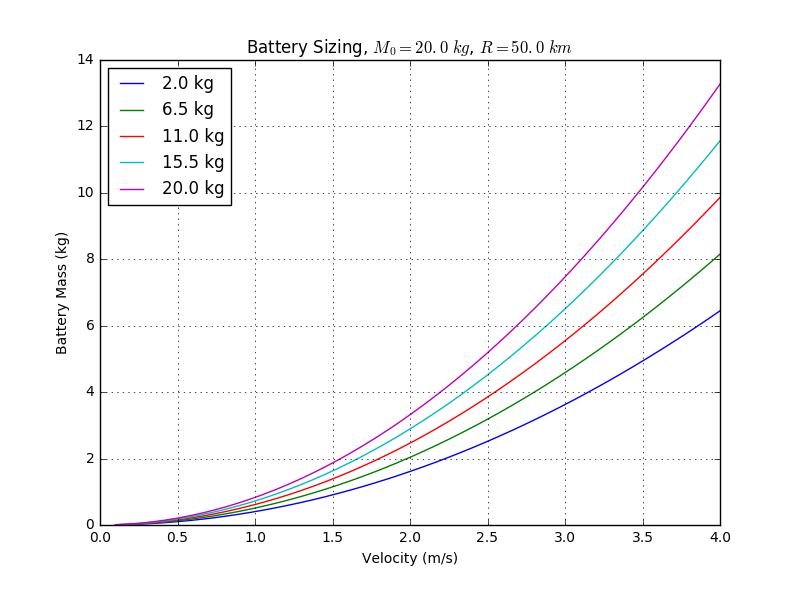 Battery Sizing, M₀ = 20.0 kg, R = 50.0 km
14
12
10
8
6
4
2
0
Battery Mass (kg)
2.0 kg
6.5 kg
11.0 kg
15.5 kg
20.0 kg
0.0 0.5 1.0 1.5 2.0 2.5 3.0 3.5 4.0
Velocity (m/s)